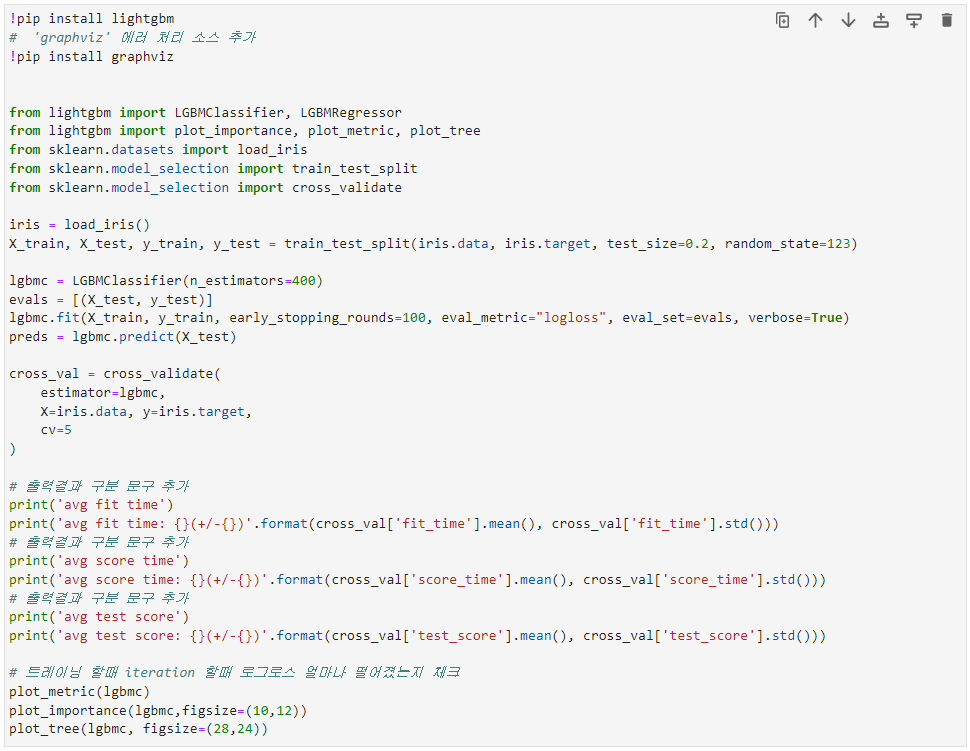 !pip install lightgbm
#  'graphviz' 에러 처리 소스 추가
!pip install graphviz
from lightgbm import LGBMClassifier, LGBMRegressor
from lightgbm import plot_importance, plot_metric, plot_tree
from sklearn.datasets import load_iris
from sklearn.model_selection import train_test_split
from sklearn.model_selection import cross_validate
iris = load_iris()
X_train, X_test, y_train, y_test = train_test_split(iris.data, iris.target, test_size=0.2, random_state=123)
lgbmc = LGBMClassifier(n_estimators=400)
evals = [(X_test, y_test)]
lgbmc.fit(X_train, y_train, early_stopping_rounds=100, eval_metric="logloss", eval_set=evals, verbose=True)
preds = lgbmc.predict(X_test)
cross_val = cross_validate(
    estimator=lgbmc,
    X=iris.data, y=iris.target,
    cv=5
)
# 출력결과 구분 문구 추가
print('avg fit time')
print('avg fit time: {}(+/-{})'.format(cross_val['fit_time'].mean(), cross_val['fit_time'].std()))
# 출력결과 구분 문구 추가
print('avg score time')
print('avg score time: {}(+/-{})'.format(cross_val['score_time'].mean(), cross_val['score_time'].std()))
# 출력결과 구분 문구 추가
print('avg test score')
print('avg test score: {}(+/-{})'.format(cross_val['test_score'].mean(), cross_val['test_score'].std()))
# 트레이닝 할때 iteration 할때 로그로스 얼마나 떨어졌는지 체크
plot_metric(lgbmc)
plot_importance(lgbmc,figsize=(10,12))
plot_tree(lgbmc, figsize=(28,24))